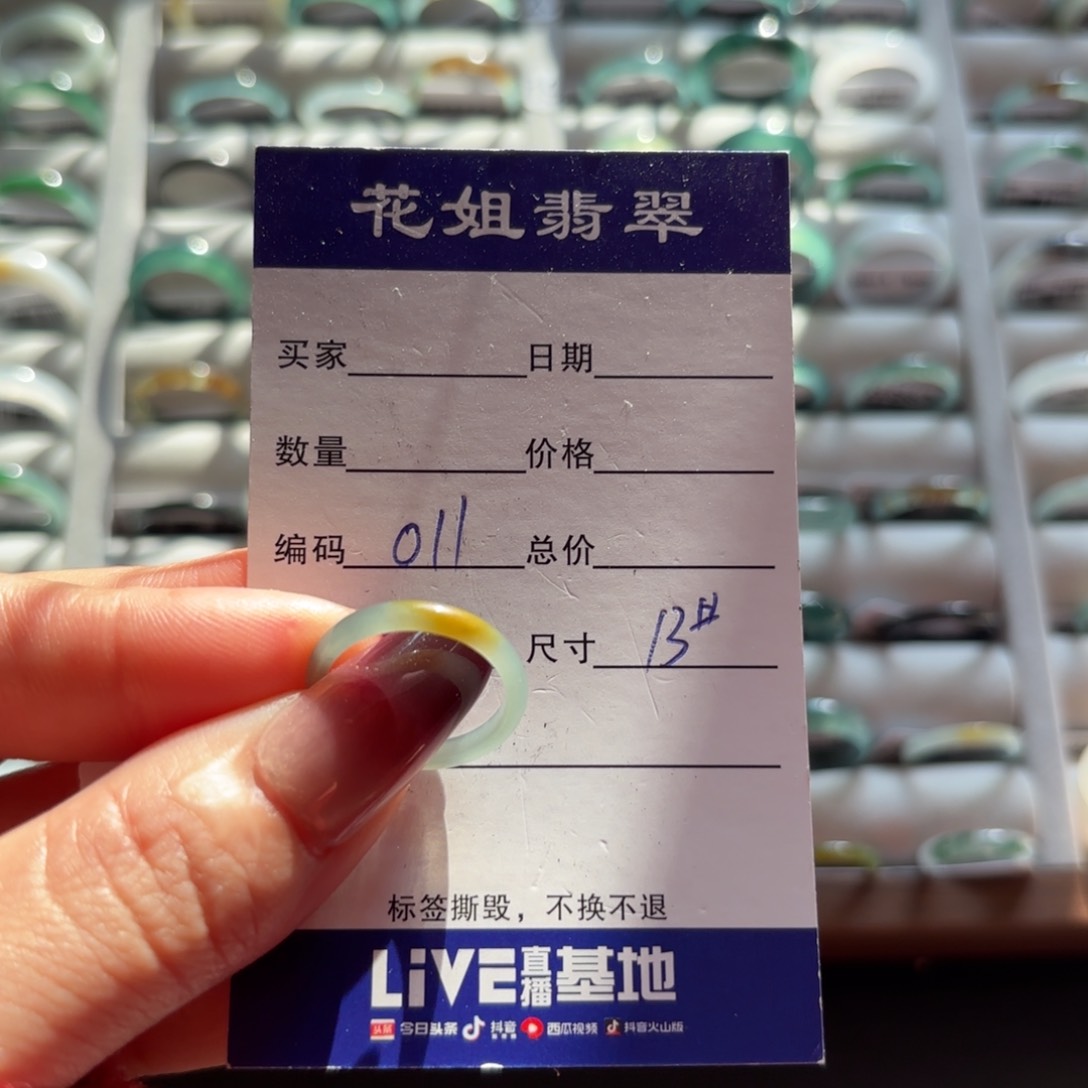 花姐翡翠
买家 日期
数量 价格
编码 011 总价
尺寸 13#
标签撕毁，不换不退
LiVE直播基地
头条 今日头条 抖音 西瓜视频 抖音火山版